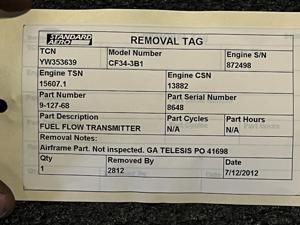 STANDARD AERO
REMOVAL TAG
TCN
Model Number
Engine S/N
YW353639
CF34-3B1
872498
Engine TSN
Engine CSN
15607.1
13882
Part Number
Part Serial Number
9-127-68
8648
Part Description
Part Cycles
Part Hours
FUEL FLOW TRANSMITTER
N/A
N/A
Removal Notes:
Airframe Part. Not inspected. GA TELESIS PO 41698
Qty
Removed By
Date
1
2812
7/12/2012